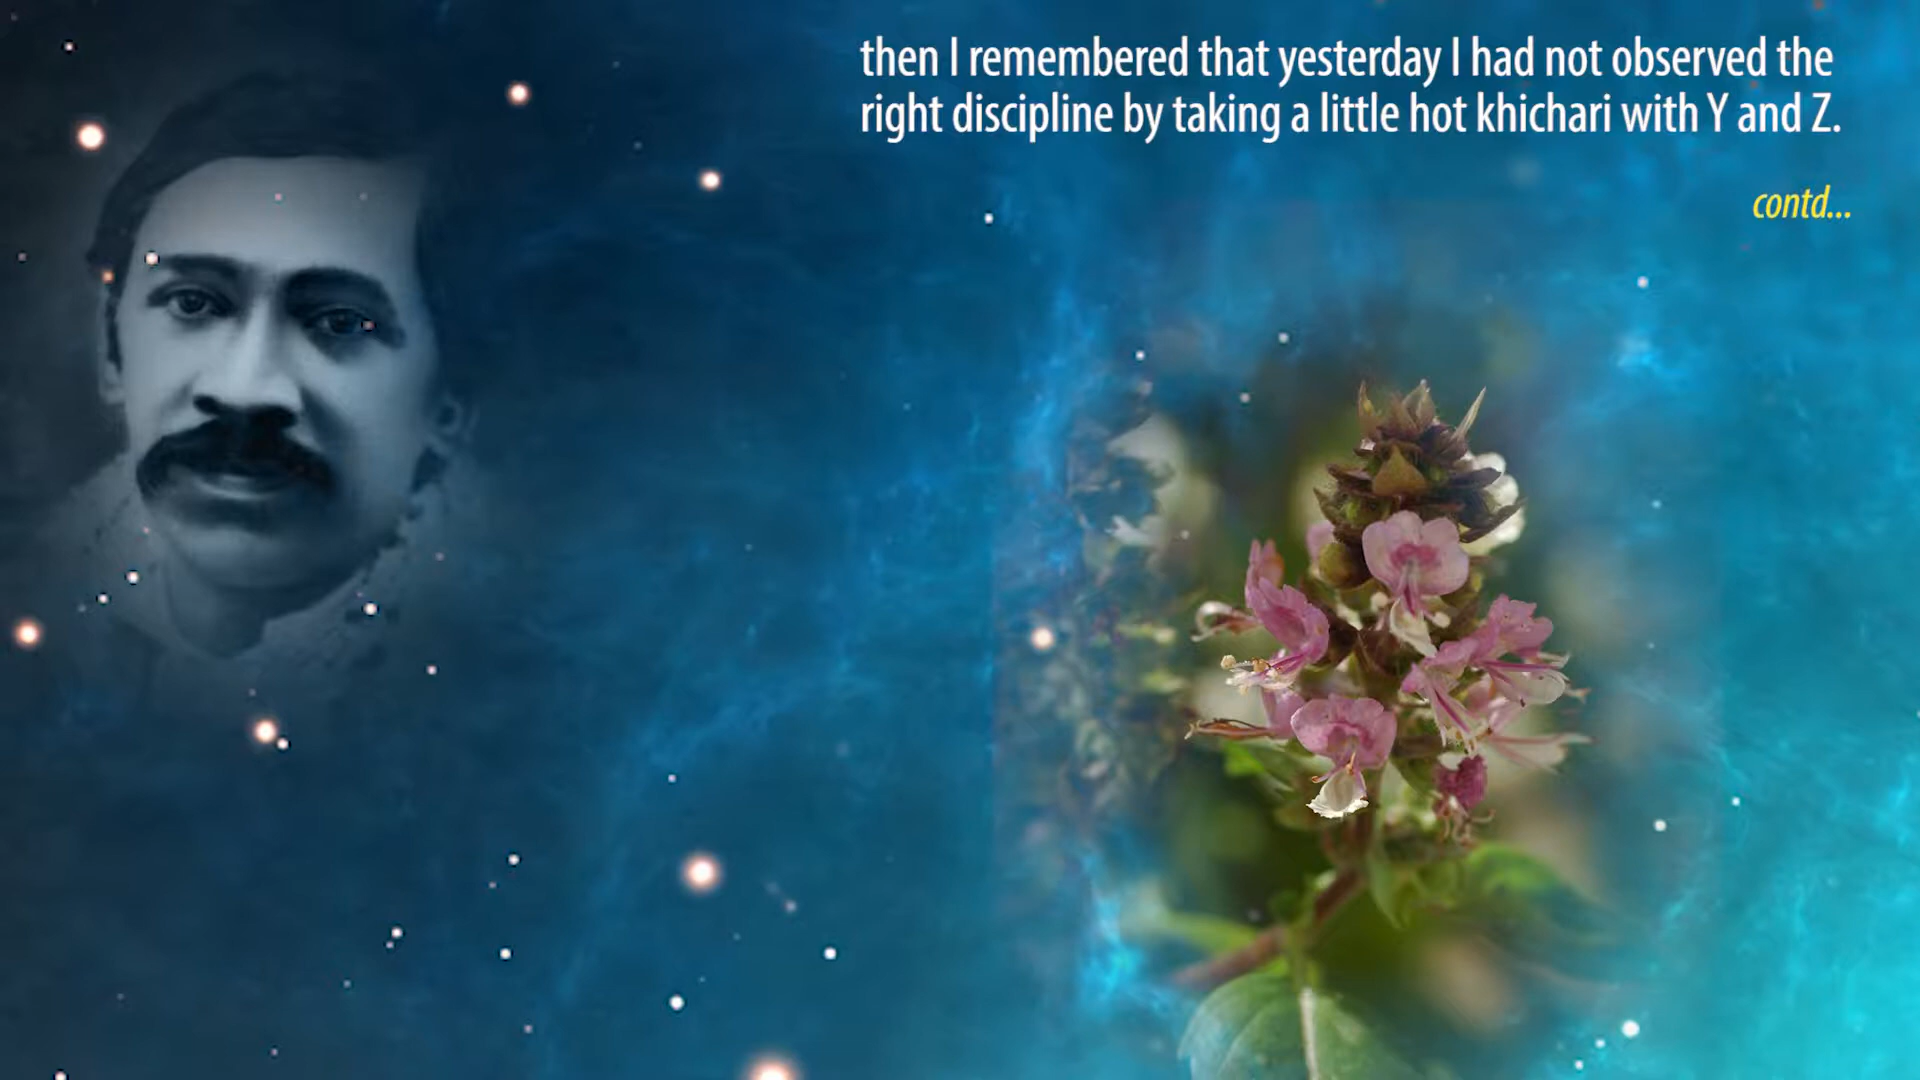 then I remembered that yesterday I had not observed the
right discipline by taking a little hot khichari with Y and Z.
contd...